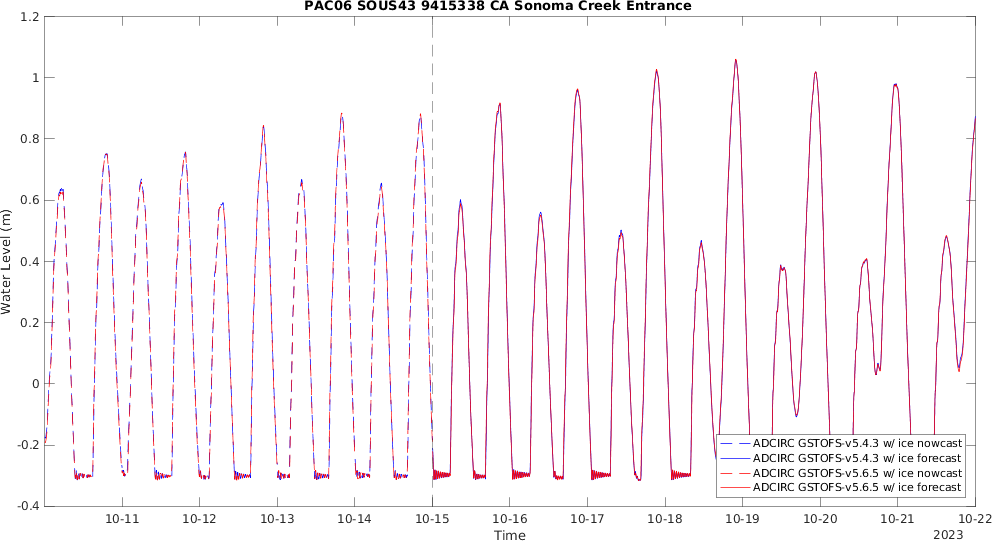 PAC06 SOUS43 9415338 CA Sonoma Creek Entrance
1.2
1
0.8
0.6
0.4
0.2
0
-0.2
-0.4
Water Level (m)
ADCIRC GSTOFS-v5.4.3 w/ ice nowcast
ADCIRC GSTOFS-v5.4.3 w/ ice forecast
ADCIRC GSTOFS-v5.6.5 w/ ice nowcast
ADCIRC GSTOFS-v5.6.5 w/ ice forecast
10-11 10-12 10-13 10-14 10-15 10-16 10-17 10-18 10-19 10-20 10-21 10-22
Time
2023